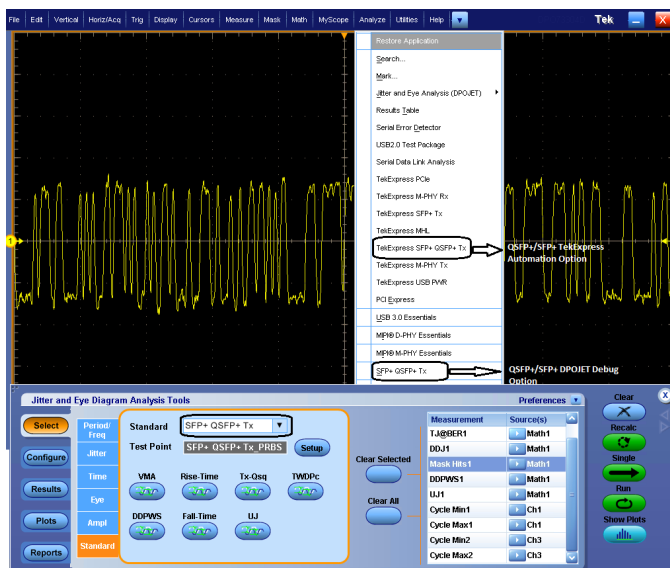 File Edit Vertical Horiz/Acq Trig Display Cursors Measure Mask Math MyScope Analyze Utilities Help Tek X
Restore Application
Search...
Mark...
Jitter and Eye Analysis (DPOJET)
Results Table
Serial Error Detector
USB2.0 Test Package
Serial Data Link Analysis
TekExpress PCIe
TekExpress M-PHY Rx
TekExpress SFP+ Tx
TekExpress MHL
TekExpress SFP+ QSFP+ Tx
TekExpress M-PHY Tx
TekExpress USB PWR
PCI Express
USB 3.0 Essentials
MPI® D-PHY Essentials
MPI® M-PHY Essentials
SFP+ QSFP+ Tx
1
QSFP+/SFP+ TekExpress
Automation Option
QSFP+/SFP+ DPOJET Debug
Option
Jitter and Eye Diagram Analysis Tools
Preferences
X
Select
Configure
Results
Plots
Reports
Period/
Freq
Jitter
Time
Eye
Ampl
Standard
Standard SFP+ QSFP+ Tx
Test Point SFP+ QSFP+ Tx_PRBS Setup
VMA Rise-Time Tx-Qsq TWDPc
DDPWS Fall-Time UJ
Clear Selected
Clear All
Measurement Source(s)
TJ@BER1 Math1
DDJ1 Math1
Mask Hits1 Math1
DDPWS1 Math1
UJ1 Math1
Cycle Min1 Ch1
Cycle Max1 Ch1
Cycle Min2 Ch3
Cycle Max2 Ch3
Clear
Recalc
Single
Run
Show Plots